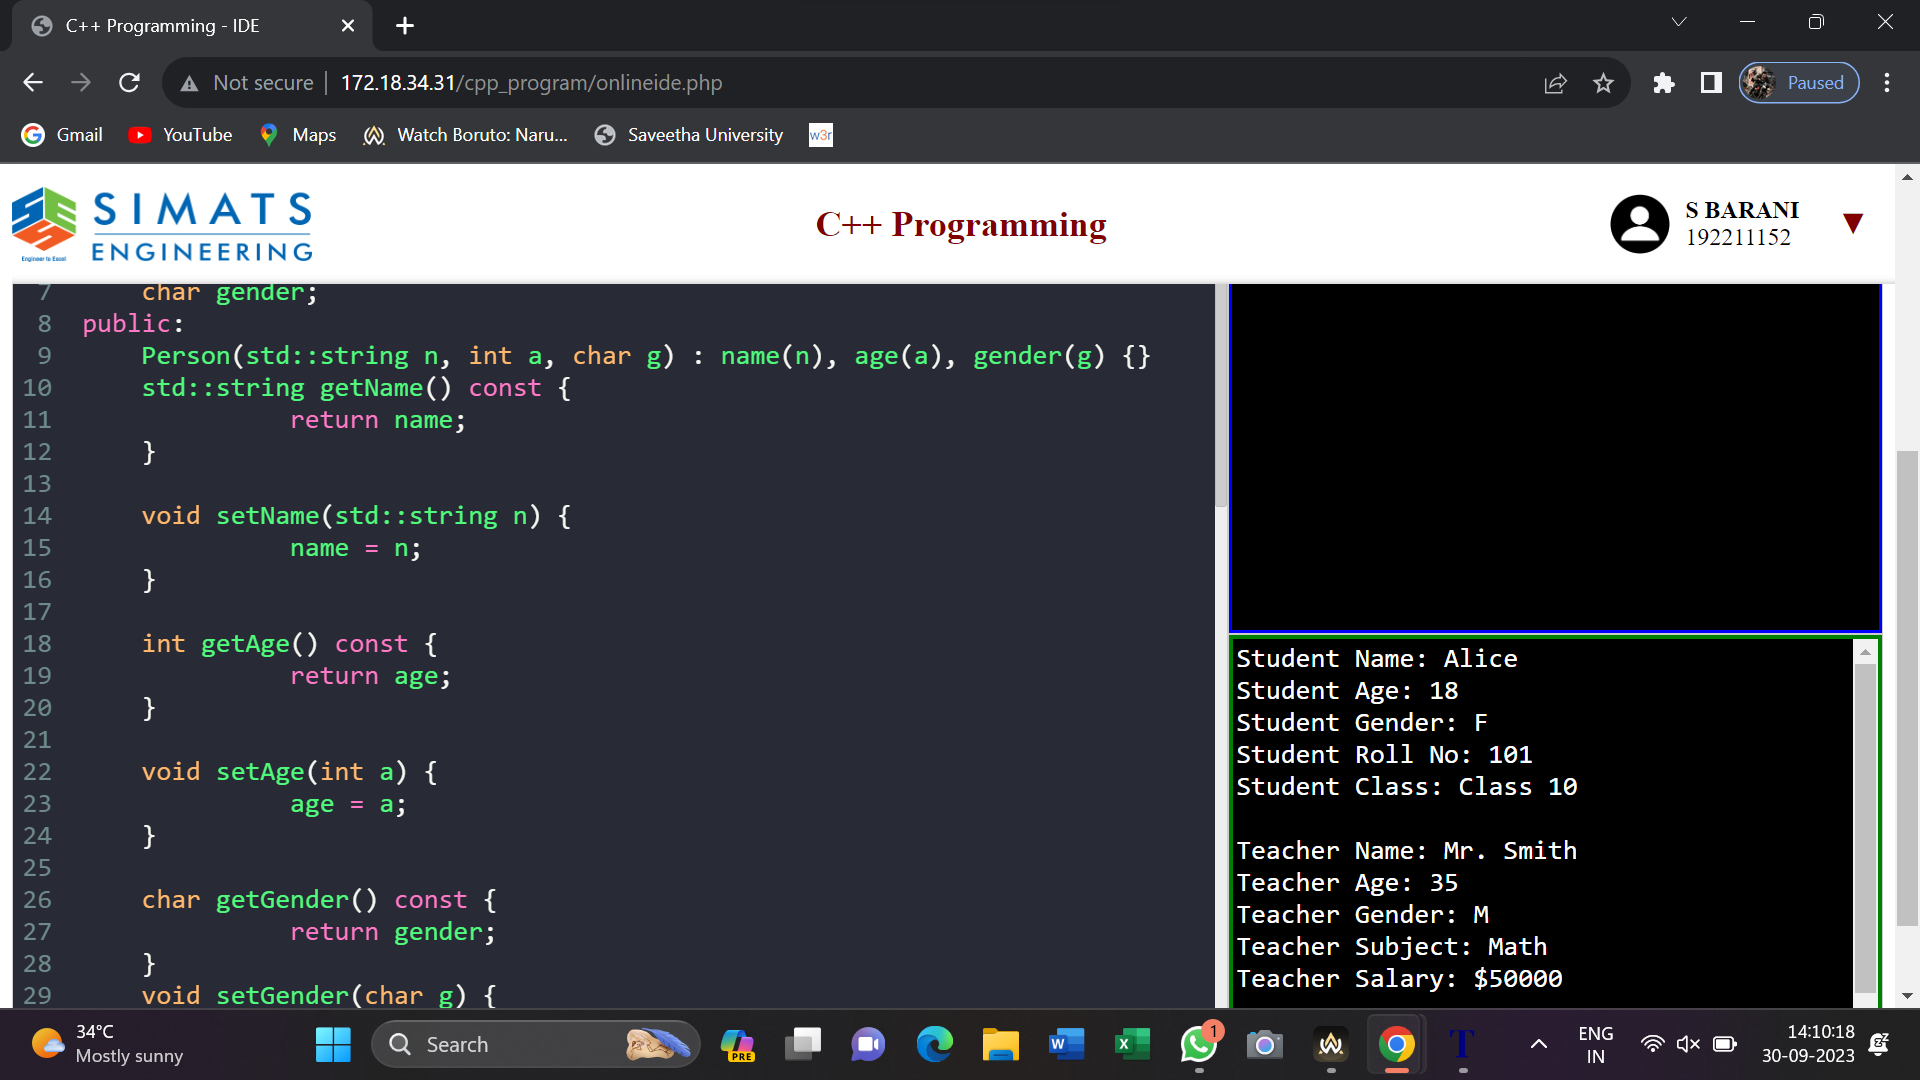 C++ Programming - IDE
Not secure | 172.18.34.31/cpp_program/onlineide.php
Paused
Gmail YouTube Maps Watch Boruto: Naru... Saveetha University w3r
SIMATS
ENGINEERING
Engineer to Excel
C++ Programming
S BARANI
192211152
7 char gender;
8 public:
9 Person(std::string n, int a, char g) : name(n), age(a), gender(g) {}
10 std::string getName() const {
11 return name;
12 }
13
14 void setName(std::string n) {
15 name = n;
16 }
17
18 int getAge() const {
19 return age;
20 }
21
22 void setAge(int a) {
23 age = a;
24 }
25
26 char getGender() const {
27 return gender;
28 }
29 void setGender(char g) {
Student Name: Alice
Student Age: 18
Student Gender: F
Student Roll No: 101
Student Class: Class 10
Teacher Name: Mr. Smith
Teacher Age: 35
Teacher Gender: M
Teacher Subject: Math
Teacher Salary: $50000
34°C
Mostly sunny
Search
PRE
1
ENG
IN
14:10:18
30-09-2023